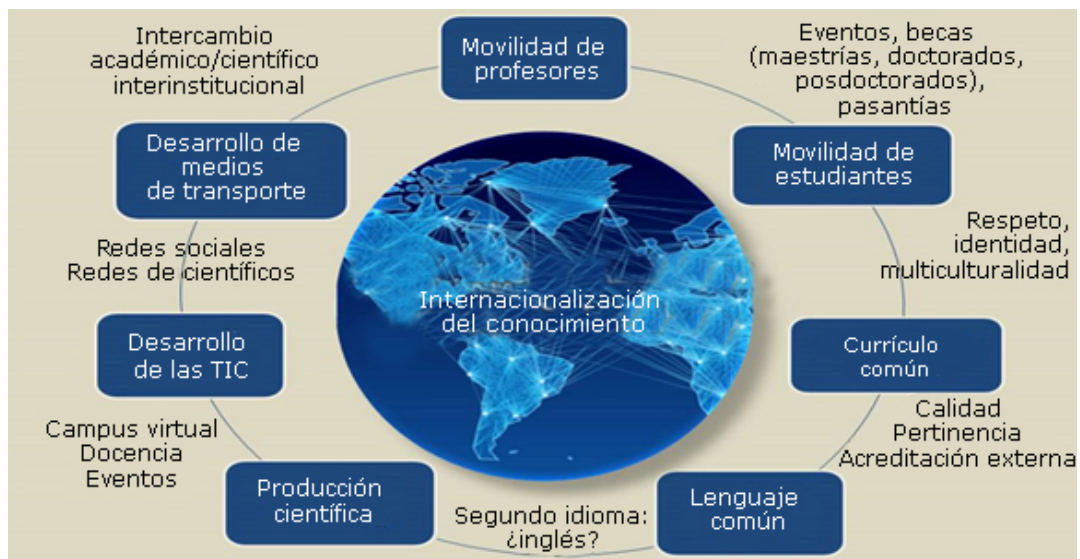 Intercambio
académico/científico
interinstitucional
Movilidad de
profesores
Eventos, becas
(maestrías, doctorados,
posdoctorados),
pasantías
Desarrollo de
medios
de transporte
Movilidad de
estudiantes
Redes sociales
Redes de científicos
Respeto,
identidad,
multiculturalidad
Internacionalización
del conocimiento
Desarrollo
de las TIC
Currículo
común
Campus virtual
Docencia
Eventos
Calidad
Pertinencia
Acreditación externa
Producción
científica
Segundo idioma:
¿inglés?
Lenguaje
común